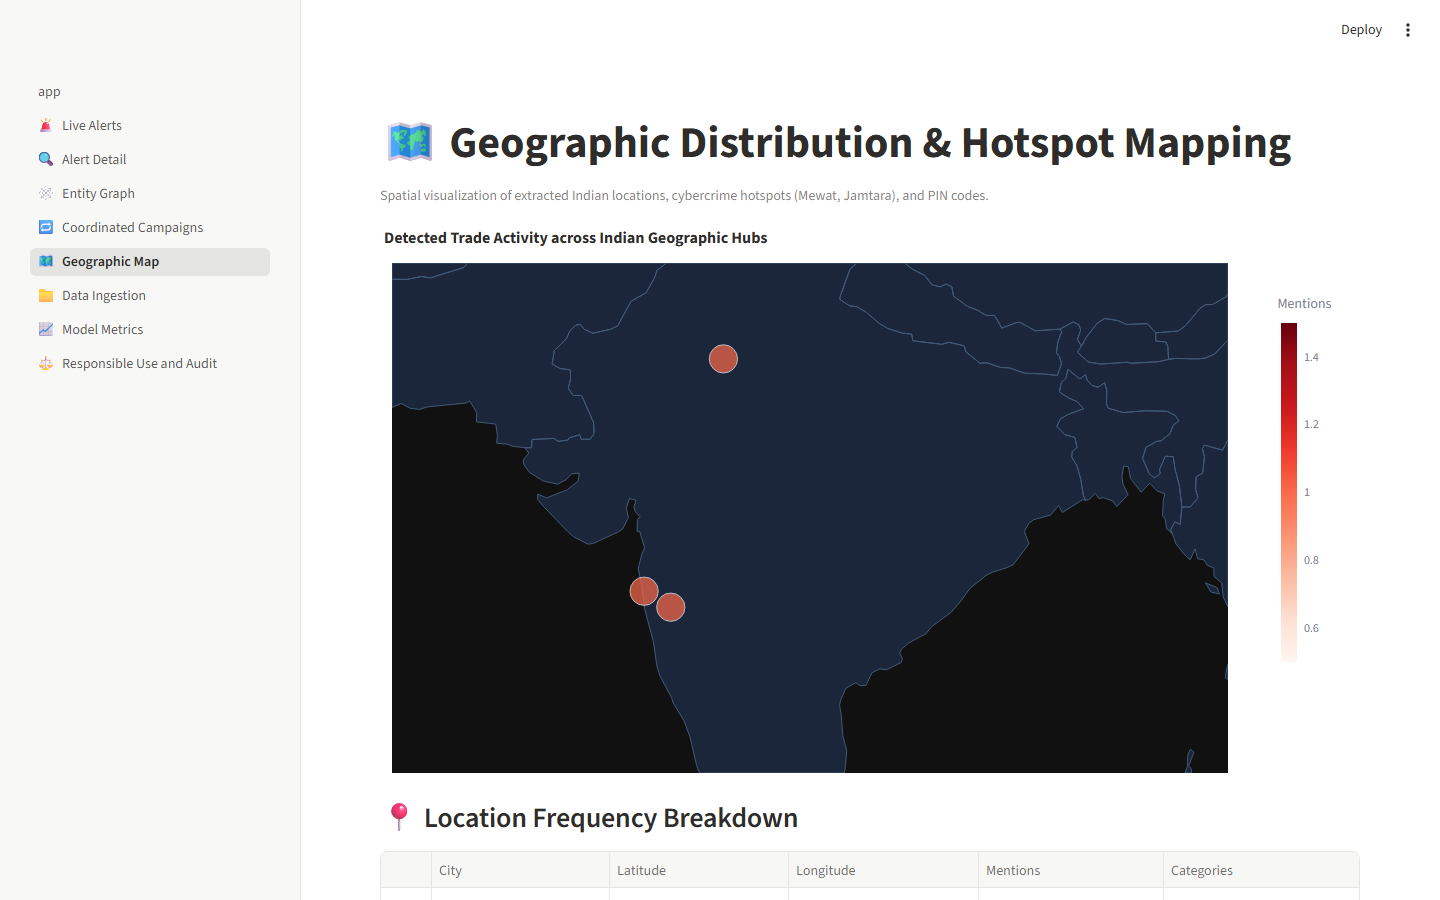 Deploy
app
Live Alerts
Alert Detail
Entity Graph
Coordinated Campaigns
Geographic Map
Data Ingestion
Model Metrics
Responsible Use and Audit
Geographic Distribution & Hotspot Mapping
Spatial visualization of extracted Indian locations, cybercrime hotspots (Mewat, Jamtara), and PIN codes.
Detected Trade Activity across Indian Geographic Hubs
Mentions
1.4
1.2
1
0.8
0.6
Location Frequency Breakdown
City Latitude Longitude Mentions Categories